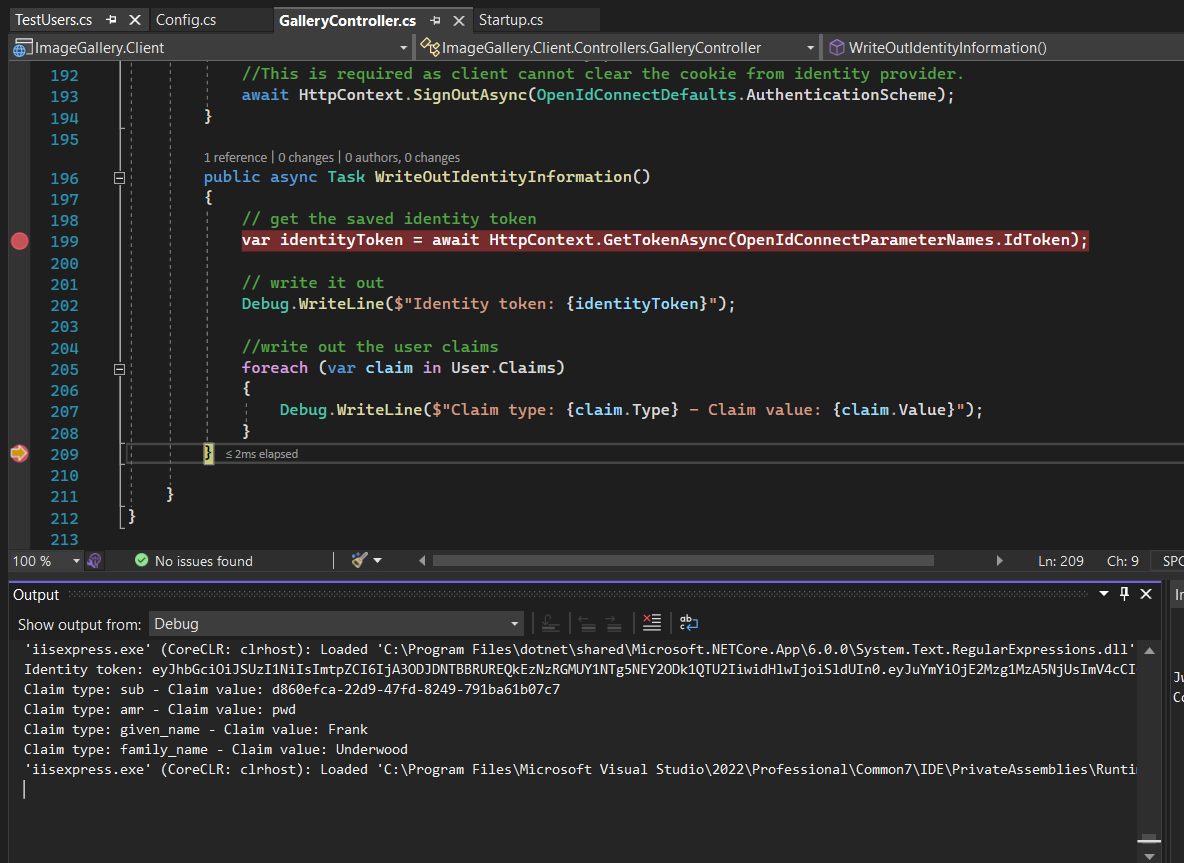 TestUsers.cs
Config.cs
GalleryController.cs
Startup.cs
ImageGallery.Client
ImageGallery.Client.Controllers.GalleryController
WriteOutIdentityInformation()
192 //This is required as client cannot clear the cookie from identity provider.
193 await HttpContext.SignOutAsync(OpenIdConnectDefaults.AuthenticationScheme);
194 }
195
1 reference | 0 changes | 0 authors, 0 changes
196 public async Task WriteOutIdentityInformation()
197 {
198 // get the saved identity token
199 var identityToken = await HttpContext.GetTokenAsync(OpenIdConnectParameterNames.IdToken);
200
201 // write it out
202 Debug.WriteLine($"Identity token: {identityToken}");
203
204 //write out the user claims
205 foreach (var claim in User.Claims)
206 {
207 Debug.WriteLine($"Claim type: {claim.Type} - Claim value: {claim.Value}");
208 }
209 } ≤ 2ms elapsed
210
211 }
212 }
213
100 % No issues found Ln: 209 Ch: 9 SPC
Output
Show output from: Debug
'iisexpress.exe' (CoreCLR: clrhost): Loaded 'C:\Program Files\dotnet\shared\Microsoft.NETCore.App\6.0.0\System.Text.RegularExpressions.dll'
Identity token: eyJhbGciOiJSUzI1NiIsImtpZCI6IjA3ODJDNTBBRUREQkEzNzRGMUY1NTg5NEY2ODk1QTU2IiwidHlwIjoiSldUIn0.eyJuYmYiOjE2Mzg1MzA5NjUsImV4cCI
Claim type: sub - Claim value: d860efca-22d9-47fd-8249-791ba61b07c7
Claim type: amr - Claim value: pwd
Claim type: given_name - Claim value: Frank
Claim type: family_name - Claim value: Underwood
'iisexpress.exe' (CoreCLR: clrhost): Loaded 'C:\Program Files\Microsoft Visual Studio\2022\Professional\Common7\IDE\PrivateAssemblies\Runti